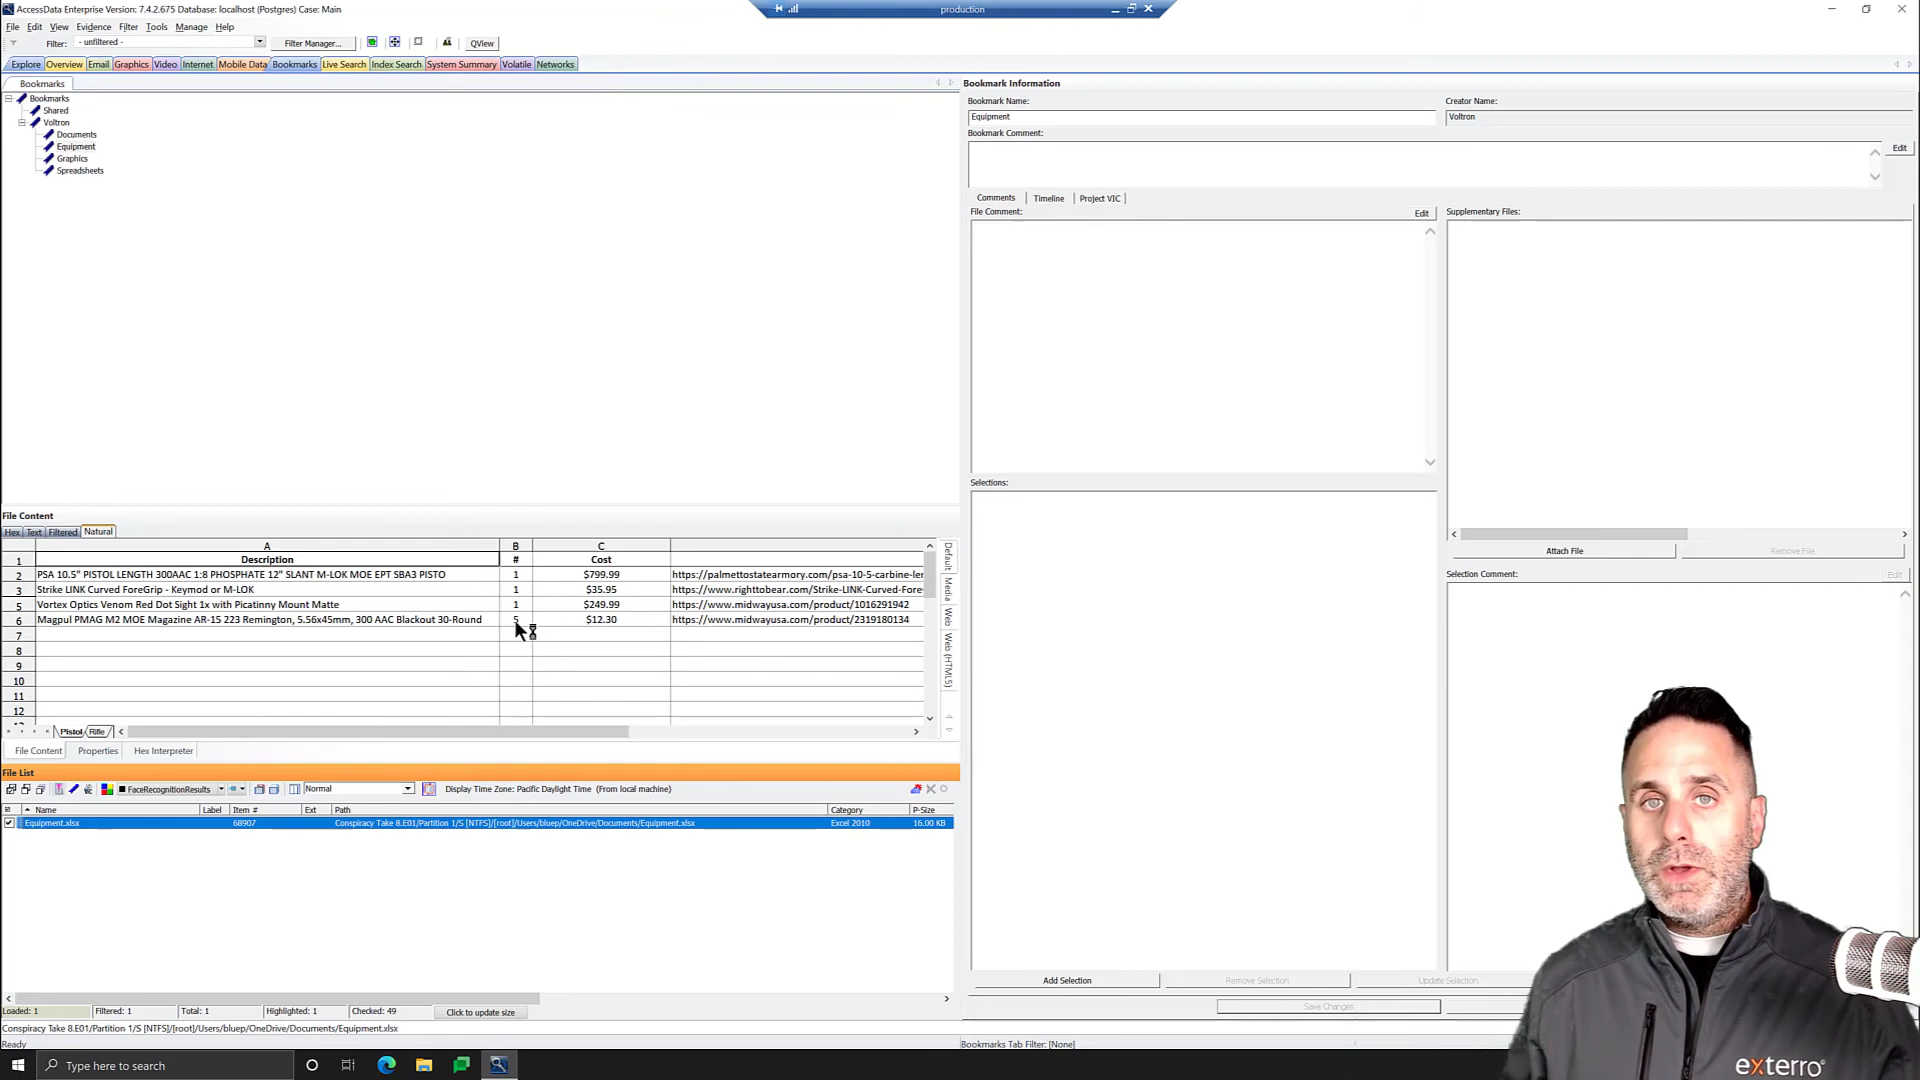 AccessData Enterprise Version: 7.4.2.675 Database: localhost (Postgres) Case: Main
production
File Edit View Evidence Filter Tools Manage Help
Filter: - unfiltered - Filter Manager... QView
Explore Overview Email Graphics Video Internet Mobile Data Bookmarks Live Search Index Search System Summary Volatile Networks
Bookmarks
Bookmarks
Shared
Voltron
Documents
Equipment
Graphics
Spreadsheets
Bookmark Information
Bookmark Name: Creator Name:
Equipment Voltron
Bookmark Comment:
Edit
Comments Timeline Project VIC
File Comment: Edit Supplementary Files:
Selections:
Attach File Remove File
Selection Comment: Edit
Add Selection Remove Selection Update Selection
Save Changes
File Content
Hex Text Filtered Natural
A B C
1 Description # Cost
2 PSA 10.5" PISTOL LENGTH 300AAC 1:8 PHOSPHATE 12" SLANT M-LOK MOE EPT SBA3 PISTO 1 $799.99 https://palmettostatearmory.com/psa-10-5-carbine-ler
3 Strike LINK Curved ForeGrip - Keymod or M-LOK 1 $35.95 https://www.righttobear.com/Strike-LINK-Curved-Fore
5 Vortex Optics Venom Red Dot Sight 1x with Picatinny Mount Matte 1 $249.99 https://www.midwayusa.com/product/1016291942
6 Magpul PMAG M2 MOE Magazine AR-15 223 Remington, 5.56x45mm, 300 AAC Blackout 30-Round 5 $12.30 https://www.midwayusa.com/product/2319180134
7
8
9
10
11
12
Default
Media
Web
Web (HTML5)
Pistol Rifle
File Content Properties Hex Interpreter
File List
FaceRecognitionResults Normal Display Time Zone: Pacific Daylight Time (From local machine)
Name Label Item # Ext Path Category P-Size
Equipment.xlsx 68907 Conspiracy Take 8.E01/Partition 1/S [NTFS]/[root]/Users/bluep/OneDrive/Documents/Equipment.xlsx Excel 2010 16.00 KB
Loaded: 1 Filtered: 1 Total: 1 Highlighted: 1 Checked: 49 Click to update size
Conspiracy Take 8.E01/Partition 1/S [NTFS]/[root]/Users/bluep/OneDrive/Documents/Equipment.xlsx
Ready Bookmarks Tab Filter: [None]
Type here to search
exterro